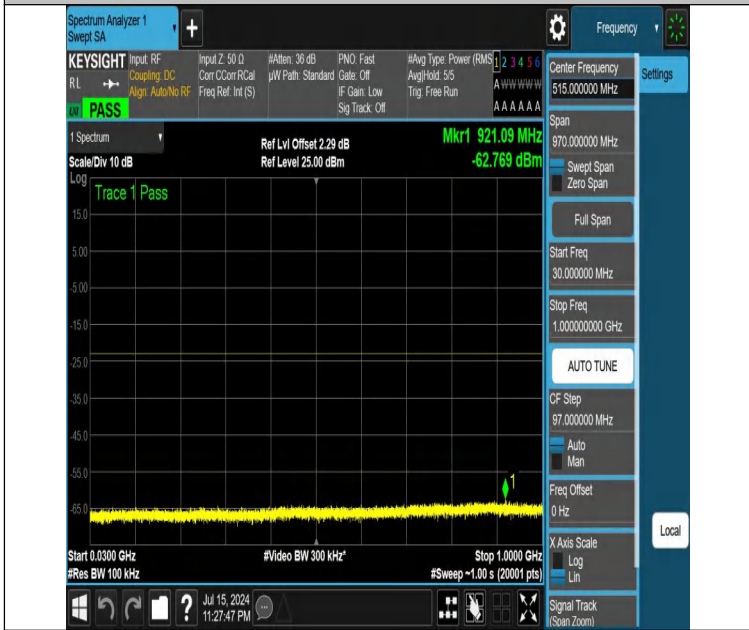 Spectrum Analyzer 1
Swept SA
Frequency
KEYSIGHT
RL
LXI PASS
Input: RF
Coupling: DC
Align: Auto/No RF
Input Z: 50 Ω
Corr CCorr RCal
Freq Ref: Int (S)
#Atten: 36 dB
µW Path: Standard
PNO: Fast
Gate: Off
IF Gain: Low
Sig Track: Off
#Avg Type: Power (RMS
Avg|Hold: 5/5
Trig: Free Run
1 2 3 4 5 6
A W W W W W
A A A A A A
1 Spectrum
Scale/Div 10 dB
Ref Lvl Offset 2.29 dB
Ref Level 25.00 dBm
Mkr1 921.09 MHz
-62.769 dBm
Log
Trace 1 Pass
15.0
5.00
-5.00
-15.0
-25.0
-35.0
-45.0
-55.0
-65.0
1
Start 0.0300 GHz
#Video BW 300 kHz*
Stop 1.0000 GHz
#Res BW 100 kHz
#Sweep ~1.00 s (20001 pts)
Jul 15, 2024
11:27:47 PM
?
Center Frequency
515.000000 MHz
Span
970.000000 MHz
Swept Span
Zero Span
Full Span
Start Freq
30.000000 MHz
Stop Freq
1.000000000 GHz
AUTO TUNE
CF Step
97.000000 MHz
Auto
Man
Freq Offset
0 Hz
X Axis Scale
Log
Lin
Signal Track
(Span Zoom)
Settings
Local